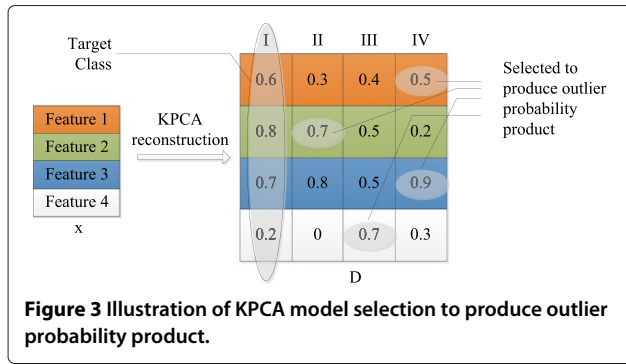 Target
Class
I II III IV
0.6 0.3 0.4 0.5
0.8 0.7 0.5 0.2
0.7 0.8 0.5 0.9
0.2 0 0.7 0.3
D
Feature 1
Feature 2
Feature 3
Feature 4
x
KPCA
reconstruction
Selected to
produce outlier
probability
product
Figure 3 Illustration of KPCA model selection to produce outlier
probability product.